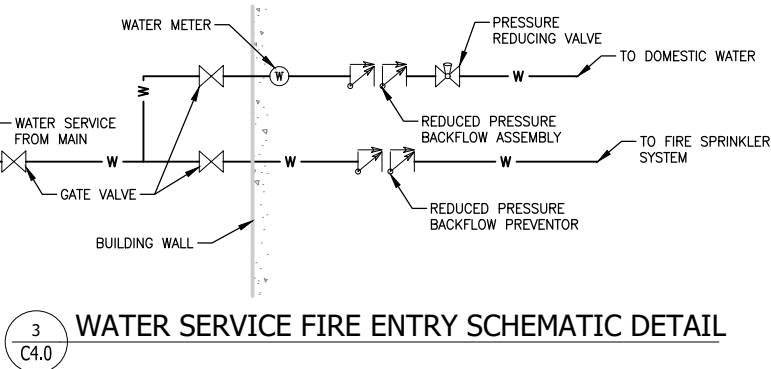 WATER METER
PRESSURE
REDUCING VALVE
TO DOMESTIC WATER
W
W
W
WATER SERVICE
FROM MAIN
REDUCED PRESSURE
BACKFLOW ASSEMBLY
TO FIRE SPRINKLER
SYSTEM
W
W
W
GATE VALVE
REDUCED PRESSURE
BACKFLOW PREVENTOR
BUILDING WALL
3
C4.0
WATER SERVICE FIRE ENTRY SCHEMATIC DETAIL